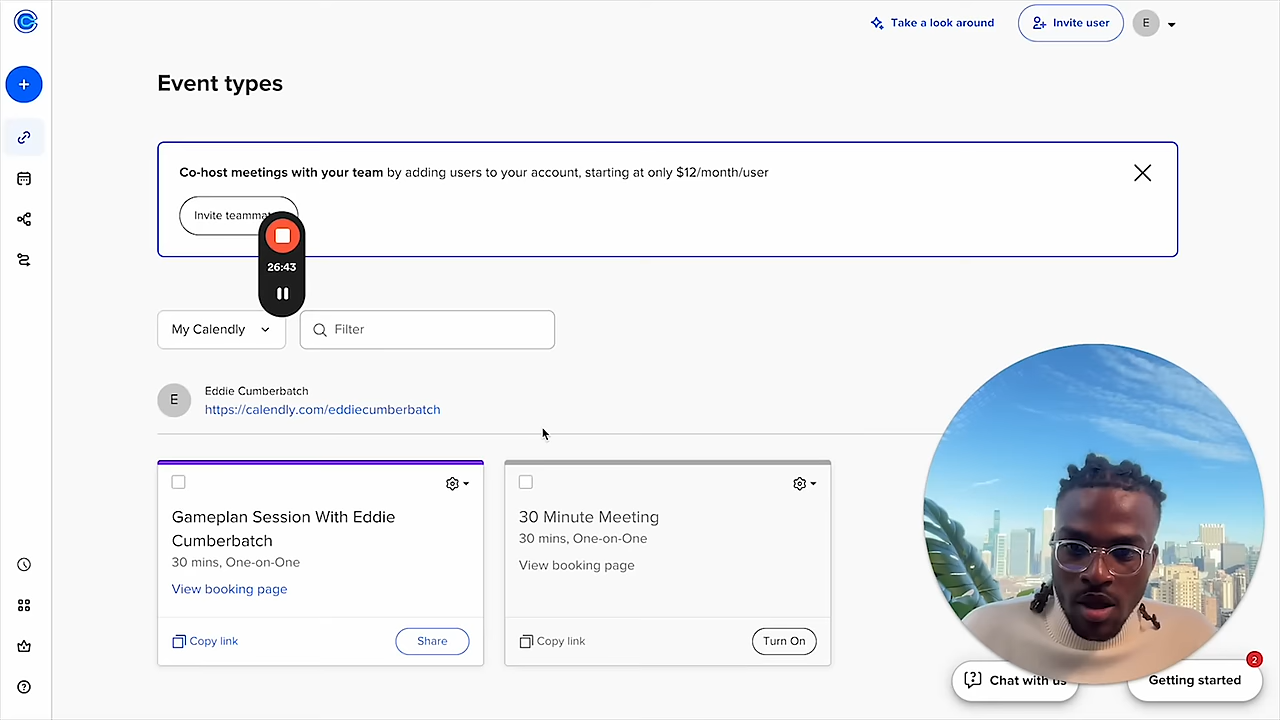 Take a look around
Invite user
E
Event types
Co-host meetings with your team by adding users to your account, starting at only $12/month/user
Invite teammat
26:43
My Calendly
Filter
E
Eddie Cumberbatch
https://calendly.com/eddiecumberbatch
Gameplan Session With Eddie
Cumberbatch
30 mins, One-on-One
View booking page
Copy link
Share
30 Minute Meeting
30 mins, One-on-One
View booking page
Copy link
Turn On
Chat with us
Getting started
2